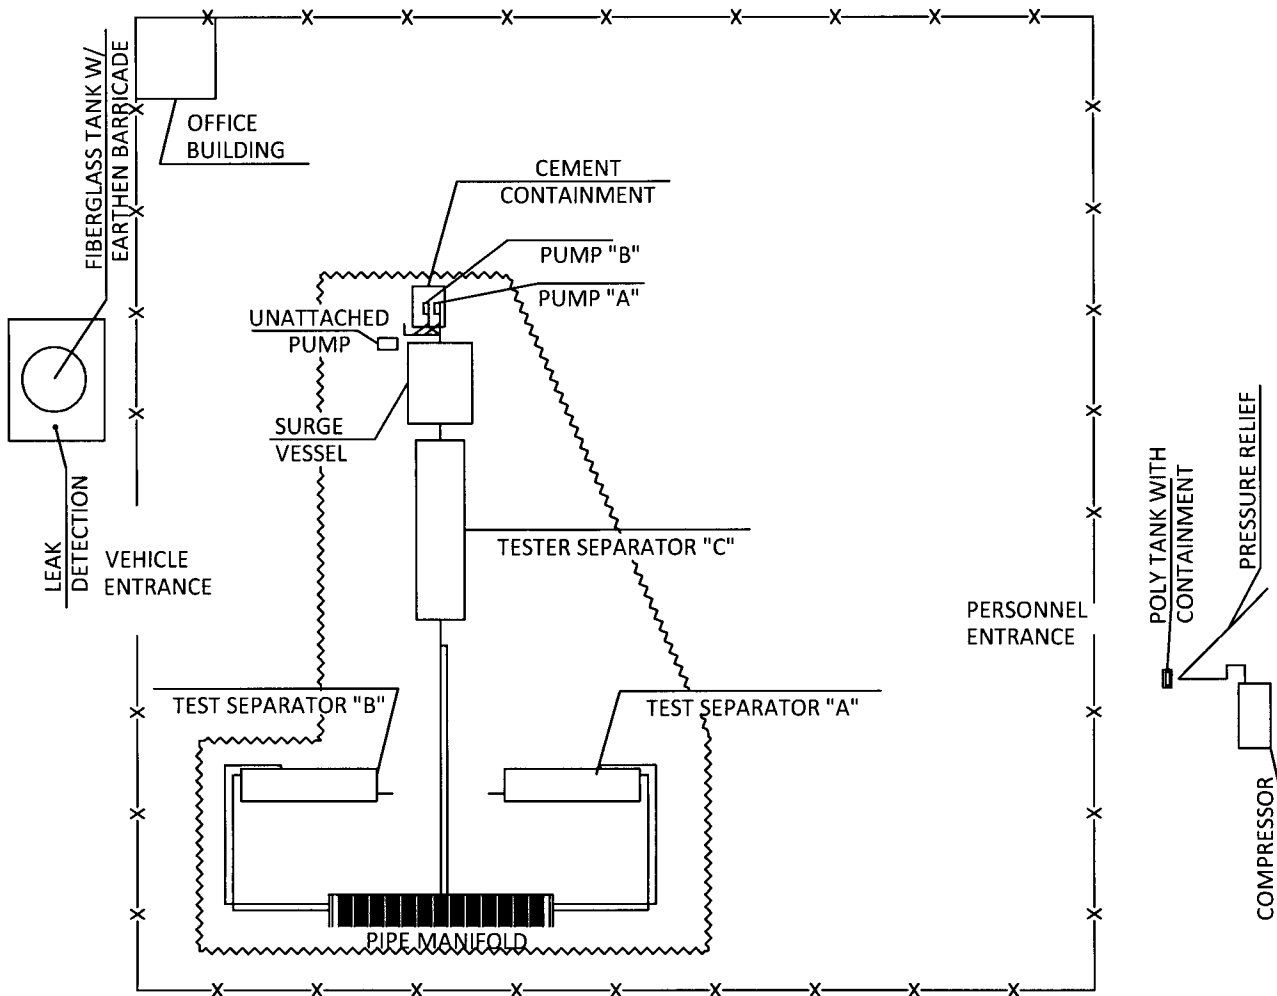 FIBERGLASS TANK W/
EARTHEN BARRICADE
OFFICE
BUILDING
CEMENT
CONTAINMENT
PUMP "B"
PUMP "A"
UNATTACHED
PUMP
SURGE
VESSEL
LEAK
DETECTION
VEHICLE
ENTRANCE
TESTER SEPARATOR "C"
PERSONNEL
ENTRANCE
POLY TANK WITH
CONTAINMENT
PRESSURE RELIEF
TEST SEPARATOR "B"
TEST SEPARATOR "A"
COMPRESSOR
PIPE MANIFOLD